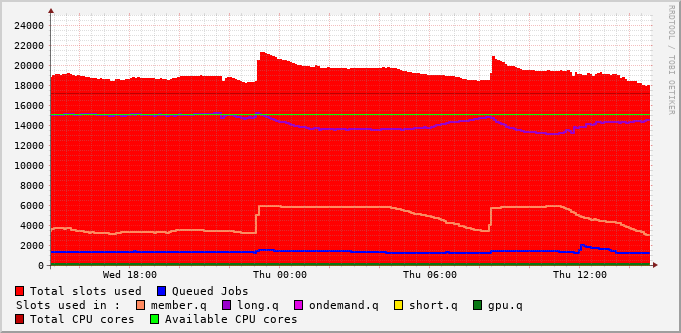 24000
22000
20000
18000
16000
14000
12000
10000
8000
6000
4000
2000
0
Wed 18:00 Thu 00:00 Thu 06:00 Thu 12:00
RRDTOOL / TOBI OETIKER
Total slots used Queued Jobs
Slots used in : member.q long.q ondemand.q short.q gpu.q
Total CPU cores Available CPU cores